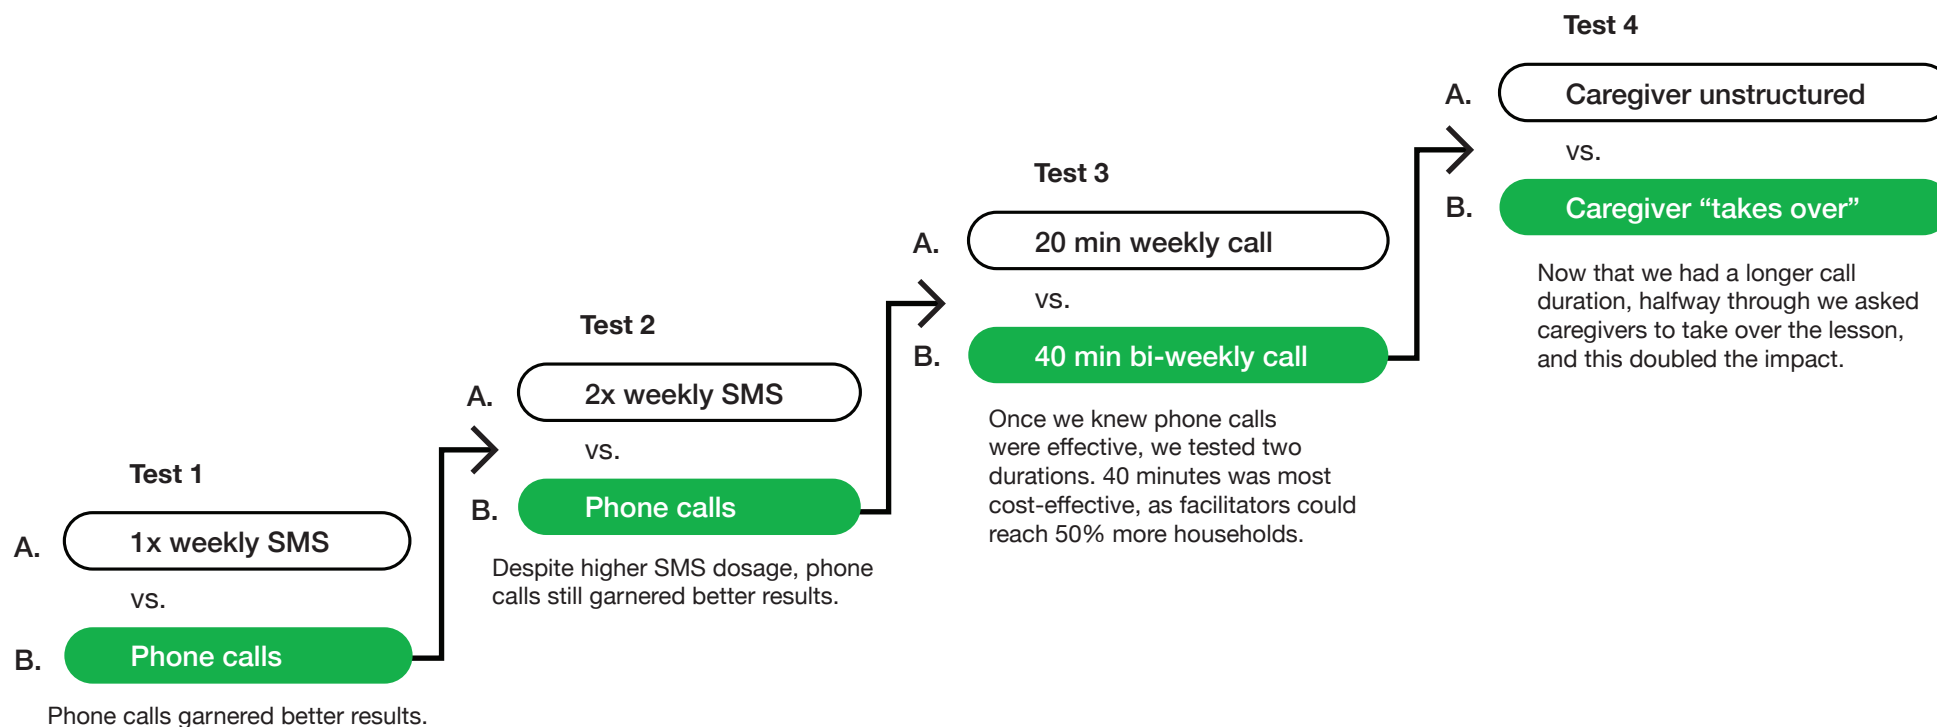 Test 1
A.
1x weekly SMS
vs.
B.
Phone calls
Phone calls garnered better results.
Test 2
A.
2x weekly SMS
vs.
B.
Phone calls
Despite higher SMS dosage, phone
calls still garnered better results.
Test 3
A.
20 min weekly call
vs.
B.
40 min bi-weekly call
Once we knew phone calls
were effective, we tested two
durations. 40 minutes was most
cost-effective, as facilitators could
reach 50% more households.
Test 4
A.
Caregiver unstructured
vs.
B.
Caregiver “takes over”
Now that we had a longer call
duration, halfway through we asked
caregivers to take over the lesson,
and this doubled the impact.